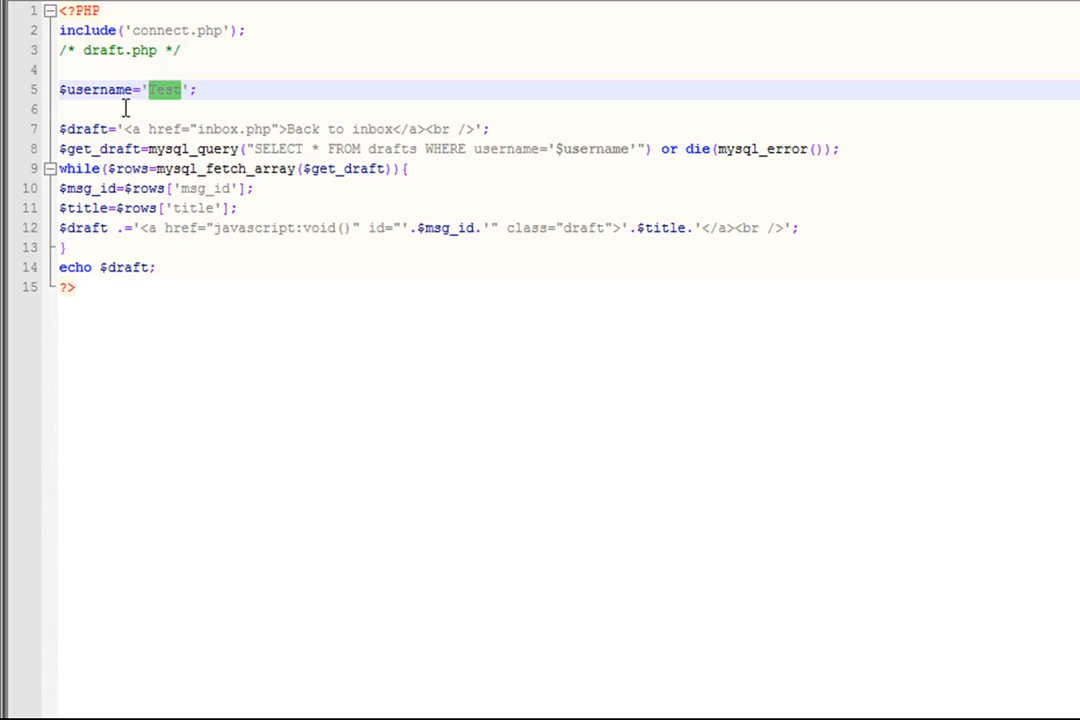 1 <?PHP
2 include('connect.php');
3 /* draft.php */
4
5 $username='Test';
6
7 $draft='<a href="inbox.php">Back to inbox</a><br />';
8 $get_draft=mysql_query("SELECT * FROM drafts WHERE username='$username'") or die(mysql_error());
9 while($rows=mysql_fetch_array($get_draft)){
10 $msg_id=$rows['msg_id'];
11 $title=$rows['title'];
12 $draft .='<a href="javascript:void()" id="'.$msg_id.'" class="draft">'.$title.'</a><br />';
13 }
14 echo $draft;
15 ?>